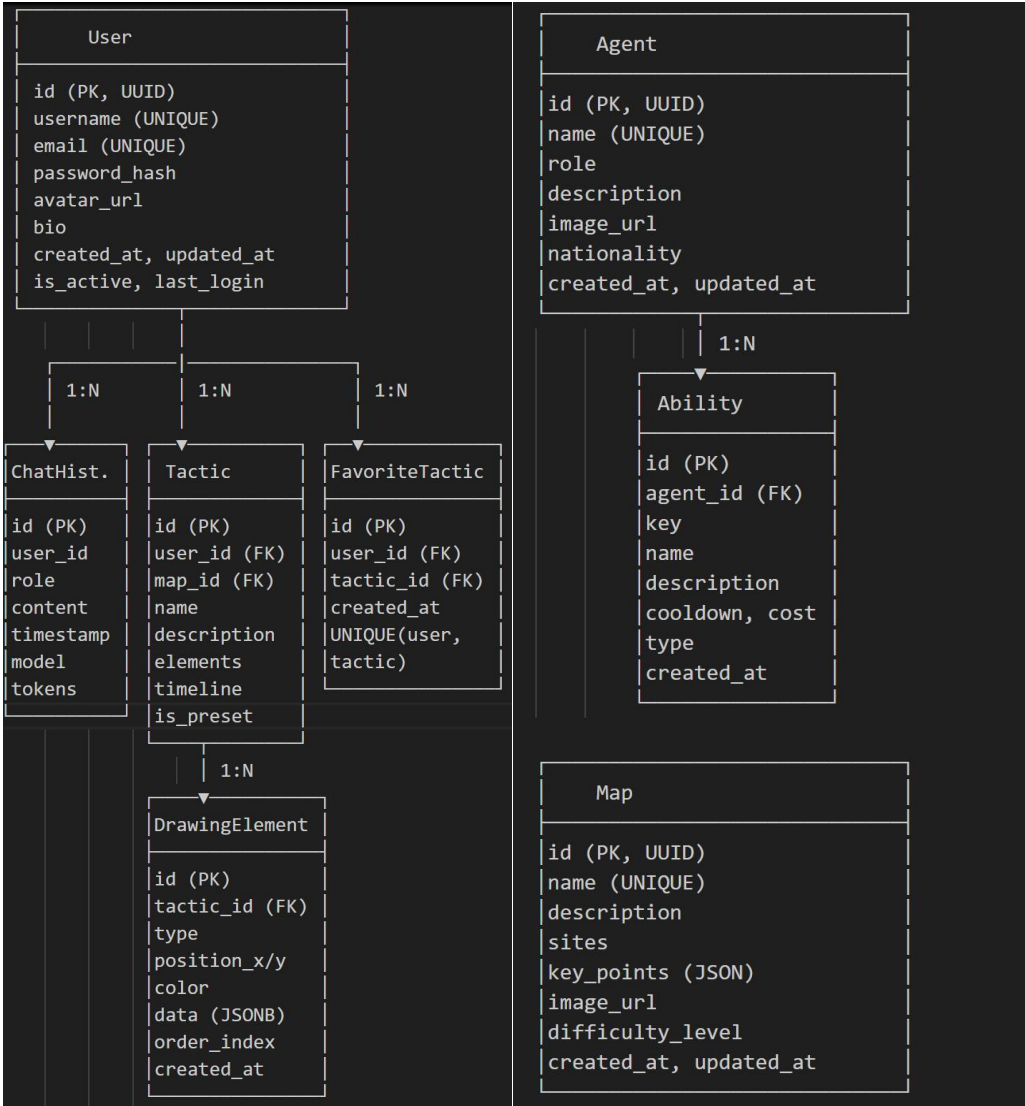 User
id (PK, UUID)
username (UNIQUE)
email (UNIQUE)
password_hash
avatar_url
bio
created_at, updated_at
is_active, last_login
1:N
1:N
1:N
ChatHist.
id (PK)
user_id
role
content
timestamp
model
tokens
Tactic
id (PK)
user_id (FK)
map_id (FK)
name
description
elements
timeline
is_preset
FavoriteTactic
id (PK)
user_id (FK)
tactic_id (FK)
created_at
UNIQUE(user,
tactic)
1:N
DrawingElement
id (PK)
tactic_id (FK)
type
position_x/y
color
data (JSONB)
order_index
created_at
Agent
id (PK, UUID)
name (UNIQUE)
role
description
image_url
nationality
created_at, updated_at
1:N
Ability
id (PK)
agent_id (FK)
key
name
description
cooldown, cost
type
created_at
Map
id (PK, UUID)
name (UNIQUE)
description
sites
key_points (JSON)
image_url
difficulty_level
created_at, updated_at